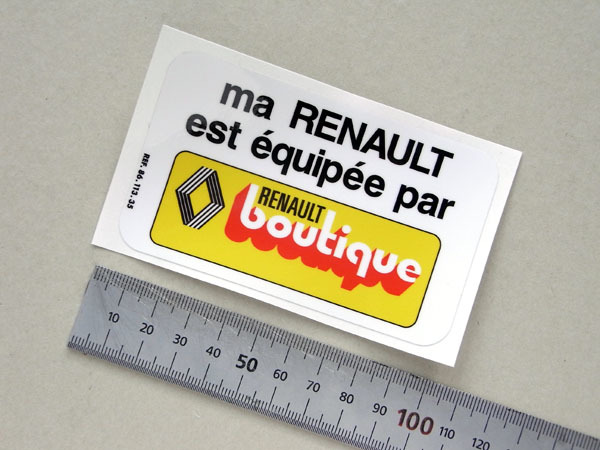 ma RENAULT
est équipée par
REF. 86.113.35
RENAULT
boutique
10 20 30 40 50 60 70 80 90 100 110 120